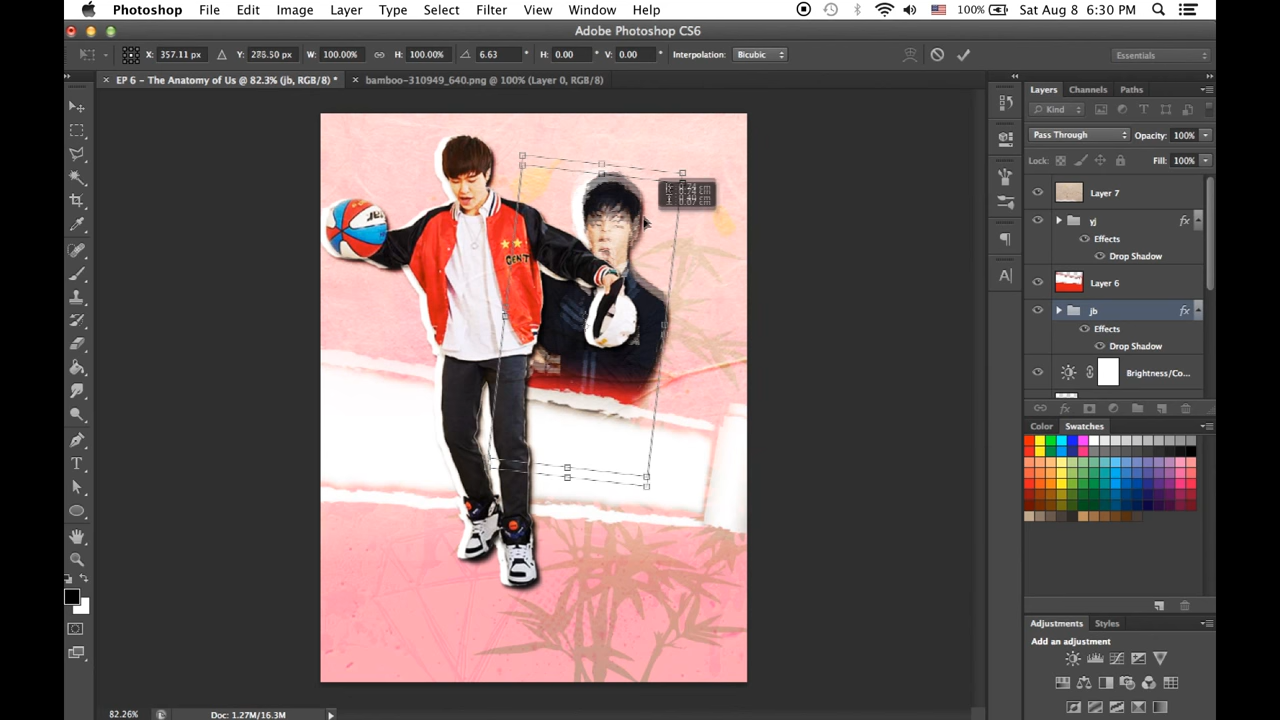 Photoshop File Edit Image Layer Type Select Filter View Window Help 100% Sat Aug 8 6:30 PM
Adobe Photoshop CS6
X: 357.11 px Y: W: 100.00% H: 100.00% 6.63 ° H: 0.00 ° V: 0.00 ° Interpolation: Bicubic Essentials
× EP 6 – The Anatomy of Us @ 82.3% (jb, RGB/8) * × bamboo-310949_640.png @ 100% (Layer 0, RGB/8)
Layers Channels Paths
Kind
Pass Through Opacity: 100%
Lock: Fill: 100%
Layer 7
yj fx
Effects
Drop Shadow
Layer 6
jb fx
Effects
Drop Shadow
Brightness/Co...
Color Swatches
Adjustments Styles
Add an adjustment
82.26% Doc: 1.27M/16.3M